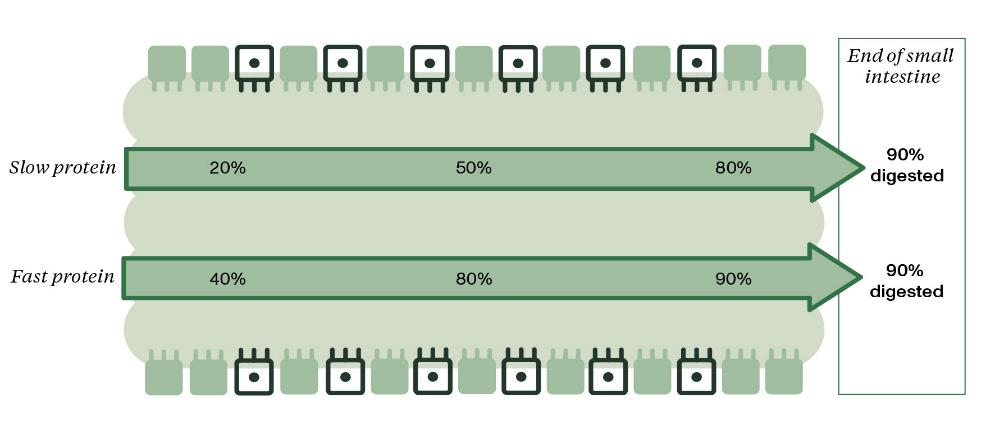 End of small
intestine
Slow protein
20%
50%
80%
90%
digested
Fast protein
40%
80%
90%
90%
digested